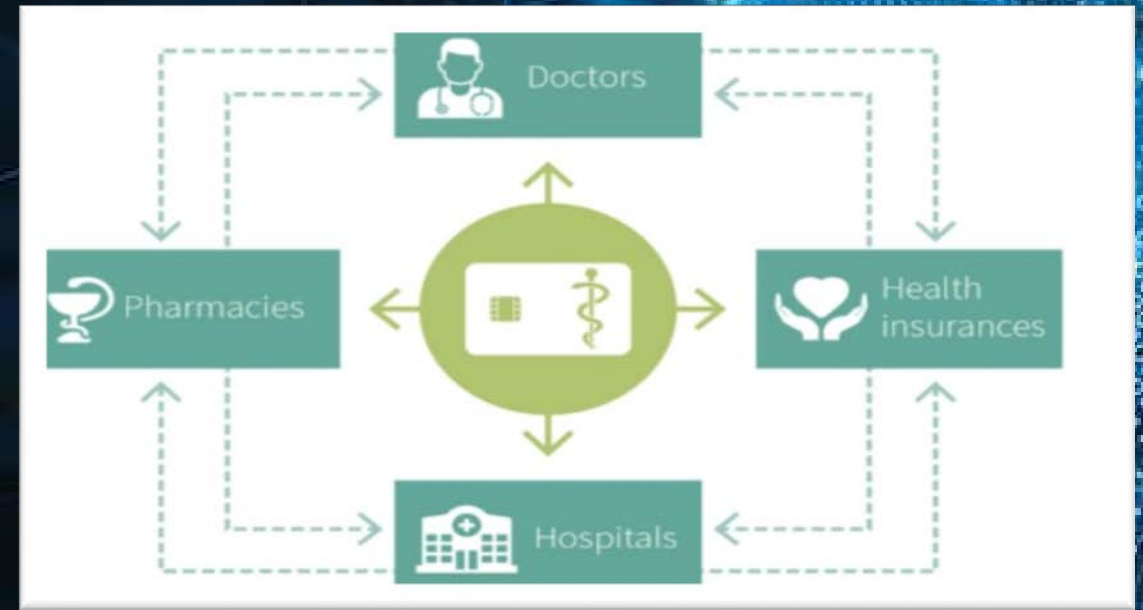 Doctors
Pharmacies
Health
insurances
Hospitals